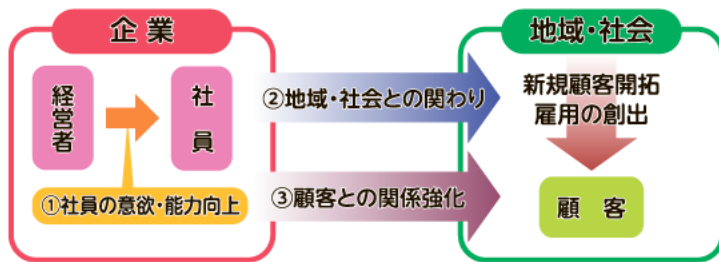 企業
経営者
社員
①社員の意欲・能力向上
②地域・社会との関わり
③顧客との関係強化
地域・社会
新規顧客開拓
雇用の創出
顧客